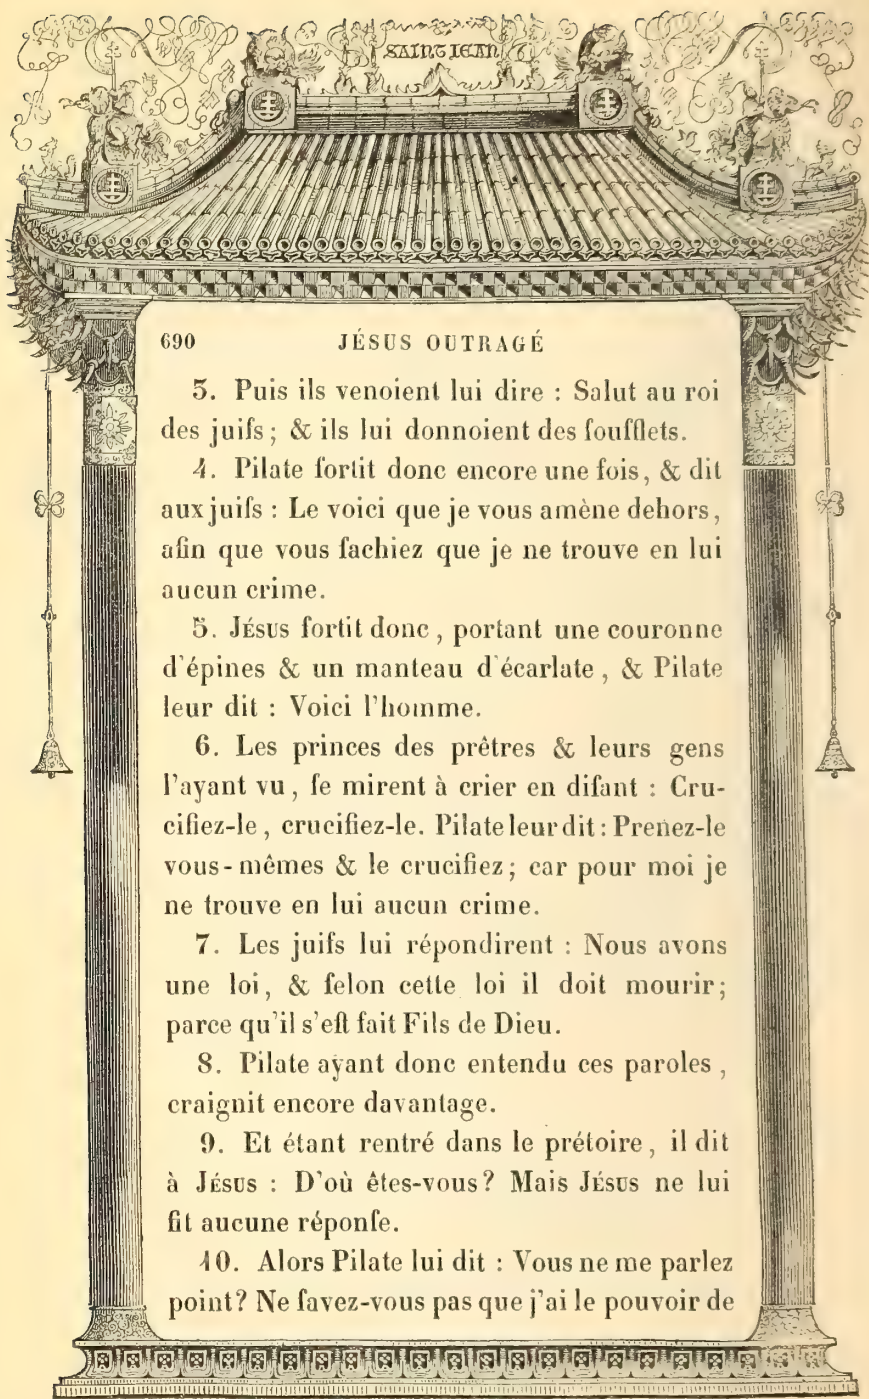 SAINT IEAN
690 JÉSUS OUTRAGÉ
3. Puis ils venoient lui dire : Salut au roi
des juifs ; & ils lui donnoient des ſoufflets.
4. Pilate ſortit donc encore une fois, & dit
aux juifs : Le voici que je vous amène dehors,
afin que vous ſachiez que je ne trouve en lui
aucun crime.
5. JÉSUS ſortit donc, portant une couronne
d'épines & un manteau d'écarlate, & Pilate
leur dit : Voici l'homme.
6. Les princes des prêtres & leurs gens
l'ayant vu, ſe mirent à crier en diſant : Cru-
cifiez-le, crucifiez-le. Pilate leur dit : Prenez-le
vous-mêmes & le crucifiez ; car pour moi je
ne trouve en lui aucun crime.
7. Les juifs lui répondirent : Nous avons
une loi, & ſelon cette loi il doit mourir ;
parce qu'il s'eſt fait Fils de Dieu.
8. Pilate ayant donc entendu ces paroles,
craignit encore davantage.
9. Et étant rentré dans le prétoire, il dit
à JÉSUS : D'où êtes-vous? Mais JÉSUS ne lui
fit aucune réponſe.
10. Alors Pilate lui dit : Vous ne me parlez
point? Ne ſavez-vous pas que j'ai le pouvoir de